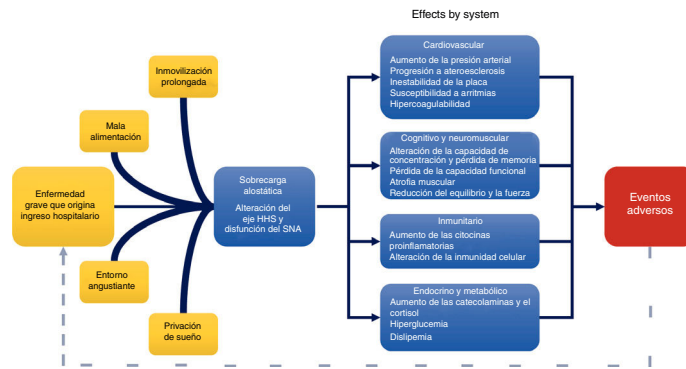 Effects by system
Inmovilización
prolongada
Mala
alimentación
Enfermedad
grave que origina
ingreso hospitalario
Entorno
angustiante
Privación
de sueño
Sobrecarga
alostática
Alteración del
eje HHS y
disfunción del SNA
Cardiovascular
Aumento de la presión arterial
Progresión a ateroesclerosis
Inestabilidad de la placa
Susceptibilidad a arritmias
Hipercoagulabilidad
Cognitivo y neuromuscular
Alteración de la capacidad de
concentración y pérdida de memoria
Pérdida de la capacidad funcional
Atrofia muscular
Reducción del equilibrio y la fuerza
Inmunitario
Aumento de las citocinas
proinflamatorias
Alteración de la inmunidad celular
Endocrino y metabólico
Aumento de las catecolaminas y el
cortisol
Hiperglucemia
Dislipemia
Eventos
adversos